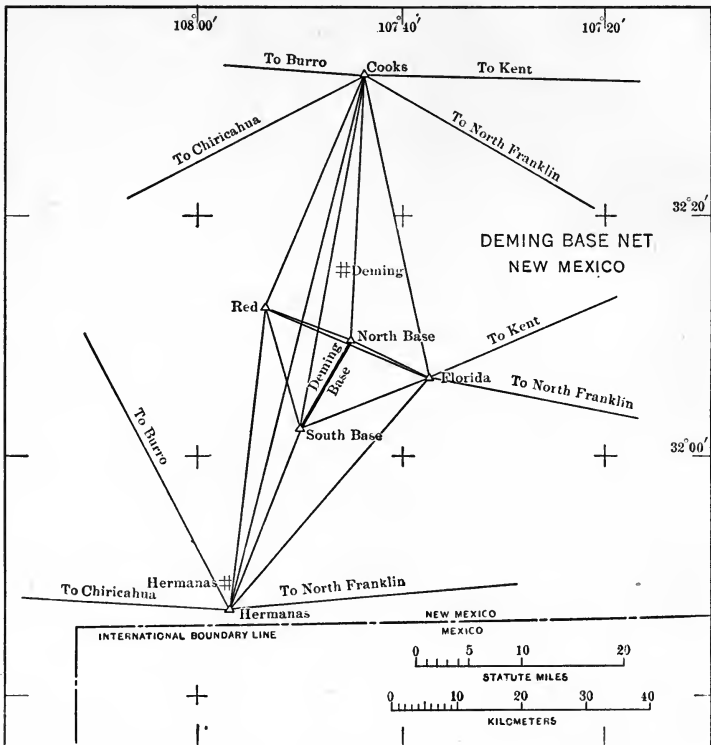 108°00′ 107°40′ 107°20′
To Burro
Cooks
To Kent
To Chiricahua
To North Franklin
32°20′
DEMING BASE NET
NEW MEXICO
Deming
Red
North Base
To Kent
Deming
Base
Florida
To North Franklin
South Base
To Burro
32°00′
Hermanas
To Chiricahua
To North Franklin
Hermanas
NEW MEXICO
INTERNATIONAL BOUNDARY LINE
MEXICO
0 5 10 20
STATUTE MILES
0 10 20 30 40
KILOMETERS